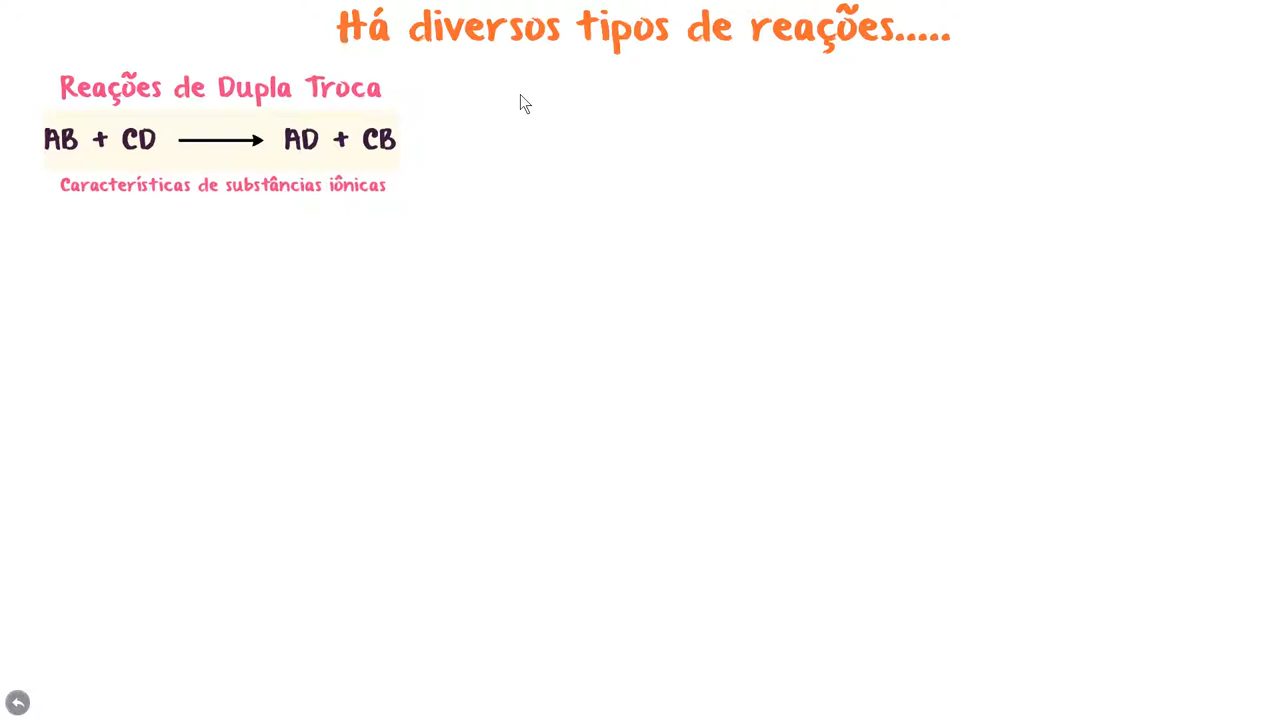 Há diversos tipos de reações.....
Reações de Dupla Troca
AB + CD ⟶ AD + CB
Características de substâncias iônicas